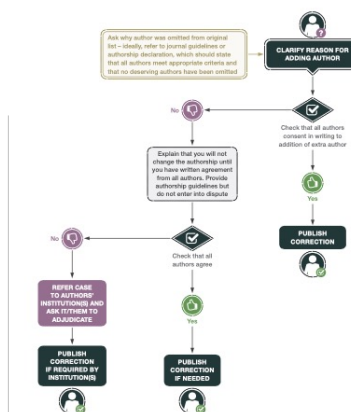 Ask why author was omitted from original
list – ideally, refer to journal guidelines or
authorship declaration, which should state
that all authors meet appropriate criteria and
that no deserving authors have been omitted
CLARIFY REASON FOR
ADDING AUTHOR
No
Check that all authors
consent in writing to
addition of extra author
Explain that you will not
change the authorship until
you have written agreement
from all authors. Provide
authorship guidelines but
do not enter into dispute
Yes
PUBLISH
CORRECTION
No
Check that all
authors agree
REFER CASE
TO AUTHORS'
INSTITUTION(S) AND
ASK IT/THEM TO
ADJUDICATE
Yes
PUBLISH
CORRECTION
IF REQUIRED BY
INSTITUTION(S)
PUBLISH
CORRECTION
IF NEEDED